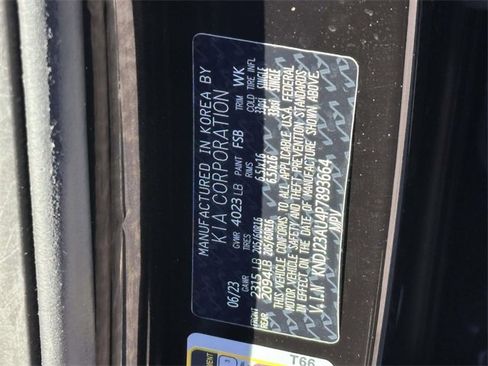 MANUFACTURED IN KOREA BY
KIA CORPORATION
06/23 GVWR 4023 LB PAINT FSB TRIM WK
GAWR TIRES RIMS COLD TIRE INFL
FRONT 2315 LB 205/60R16 6.5Jx16 33psi SINGLE
REAR 2094 LB 205/60R16 6.5Jx16 33psi SINGLE
THIS VEHICLE CONFORMS TO ALL APPLICABLE U.S.A. FEDERAL
MOTOR VEHICLE SAFETY AND THEFT PREVENTION STANDARDS
IN EFFECT ON THE DATE OF MANUFACTURE SHOWN ABOVE.
V.I.N: KNDJ23AU4P7893664
/MPV
T66